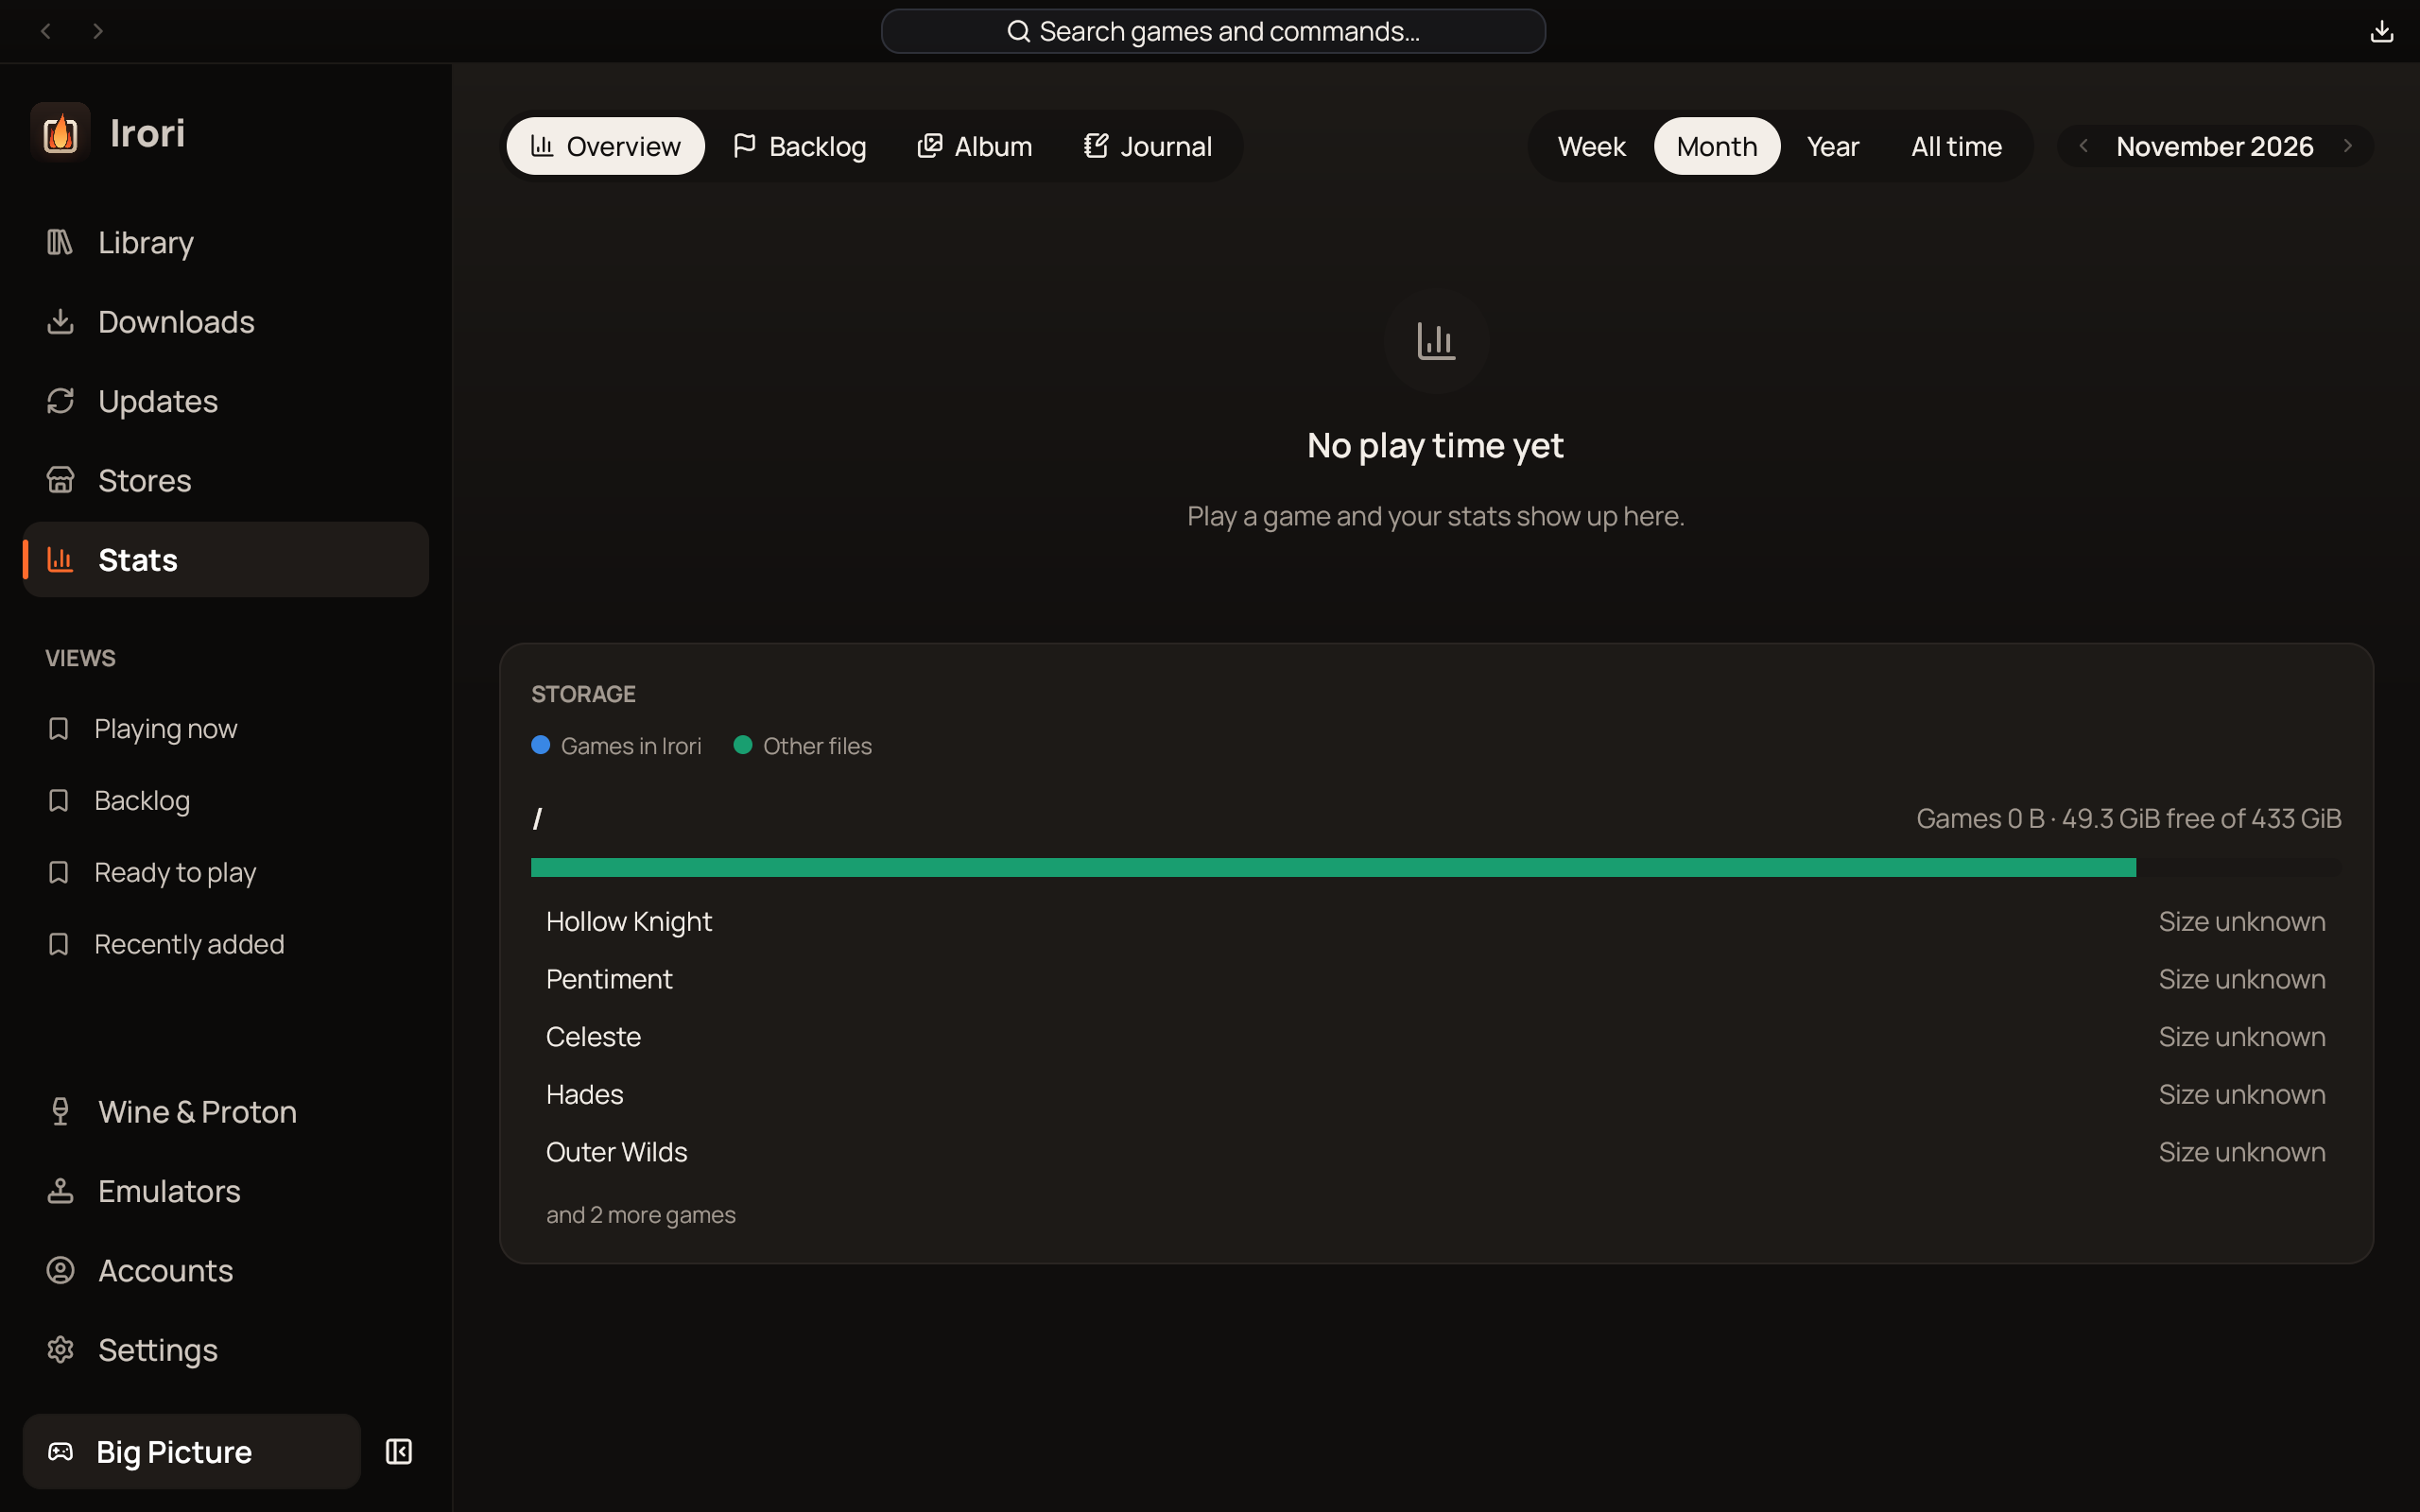 Search games and commands...
Irori
Library
Downloads
Updates
Stores
Stats
VIEWS
Playing now
Backlog
Ready to play
Recently added
Wine & Proton
Emulators
Accounts
Settings
Big Picture
Overview Backlog Album Journal
Week Month Year All time November 2026
No play time yet
Play a game and your stats show up here.
STORAGE
Games in Irori Other files
/ Games 0 B · 49.3 GiB free of 433 GiB
Hollow Knight Size unknown
Pentiment Size unknown
Celeste Size unknown
Hades Size unknown
Outer Wilds Size unknown
and 2 more games